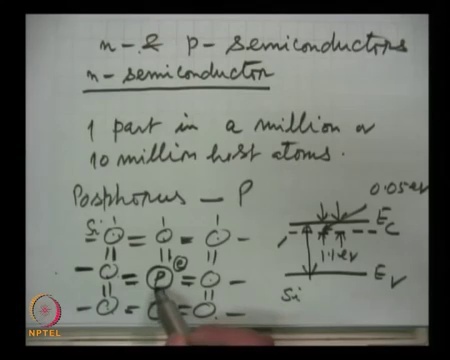 n- & p- semiconductors
n- semiconductor
1 part in a million or
10 million host atoms.
Posphorus – P
0.05 eV
Si
E_C
e
P
1.1 eV
Si
E_V
NPTEL